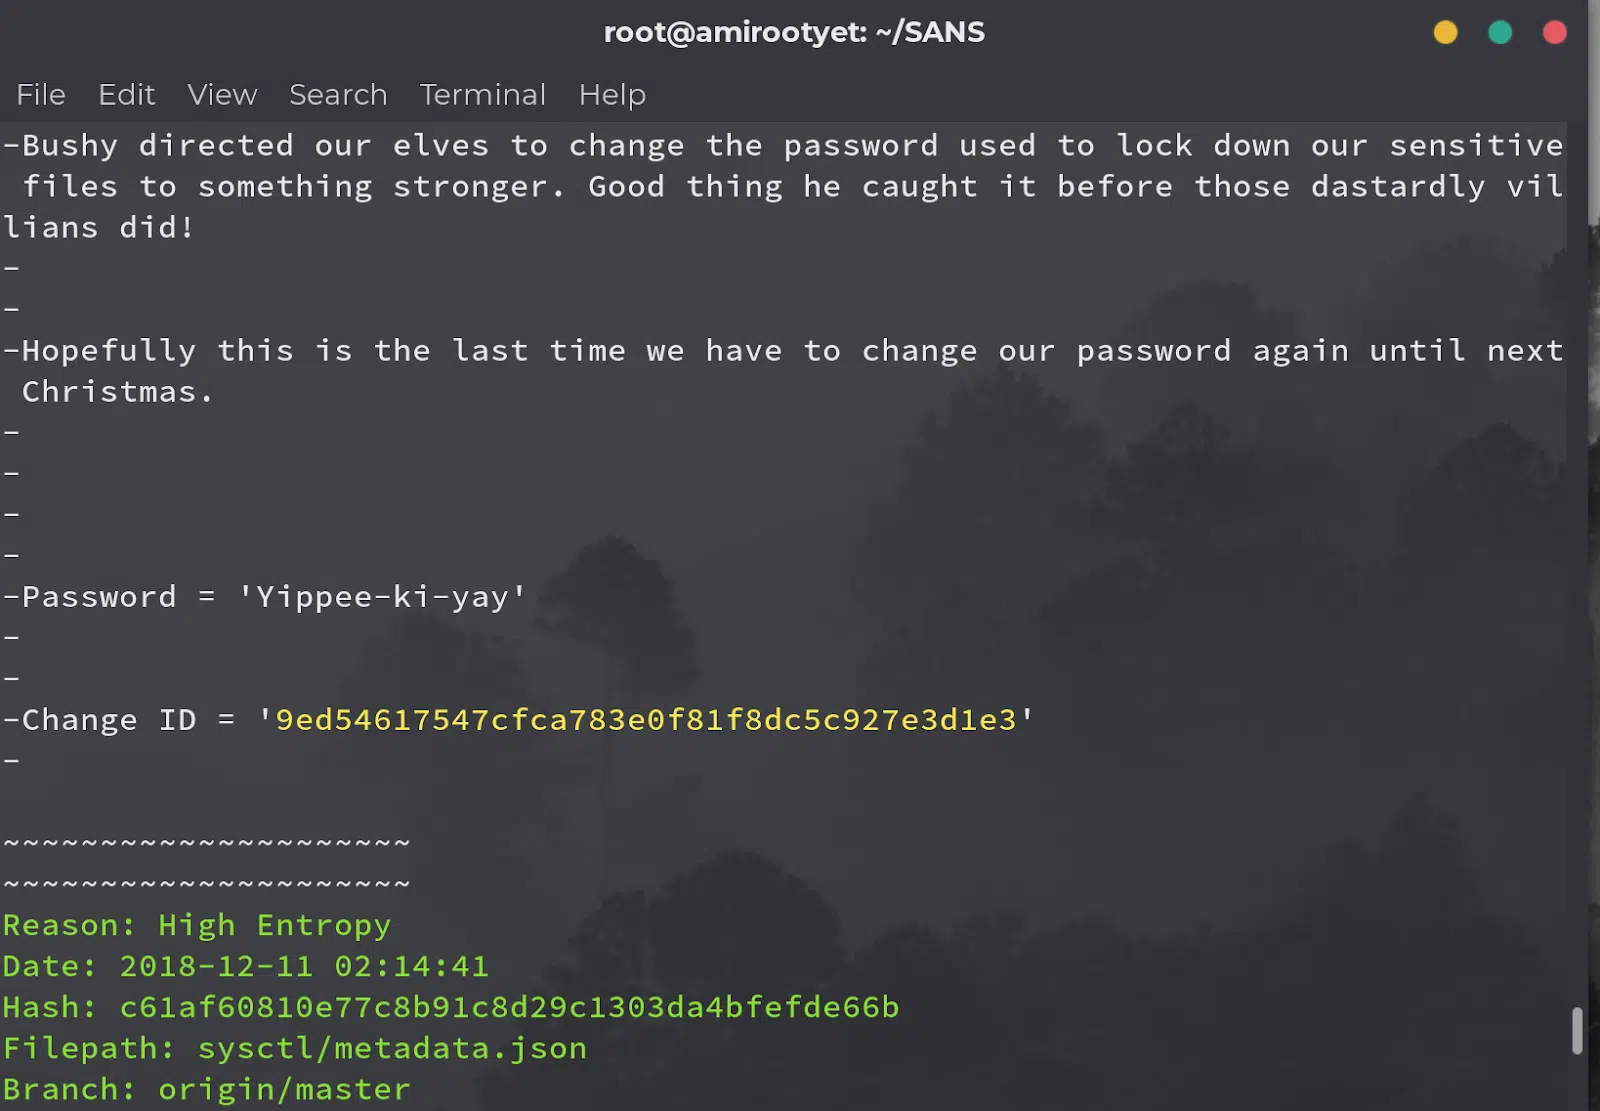 root@amirootyet: ~/SANS
File Edit View Search Terminal Help
-Bushy directed our elves to change the password used to lock down our sensitive
 files to something stronger. Good thing he caught it before those dastardly vil
lians did!
-
-
-Hopefully this is the last time we have to change our password again until next
 Christmas.
-
-
-
-
-Password = 'Yippee-ki-yay'
-
-
-Change ID = '9ed54617547cfca783e0f81f8dc5c927e3d1e3'
-
~~~~~~~~~~~~~~~~~~~~~
~~~~~~~~~~~~~~~~~~~~~
Reason: High Entropy
Date: 2018-12-11 02:14:41
Hash: c61af60810e77c8b91c8d29c1303da4bfefde66b
Filepath: sysctl/metadata.json
Branch: origin/master